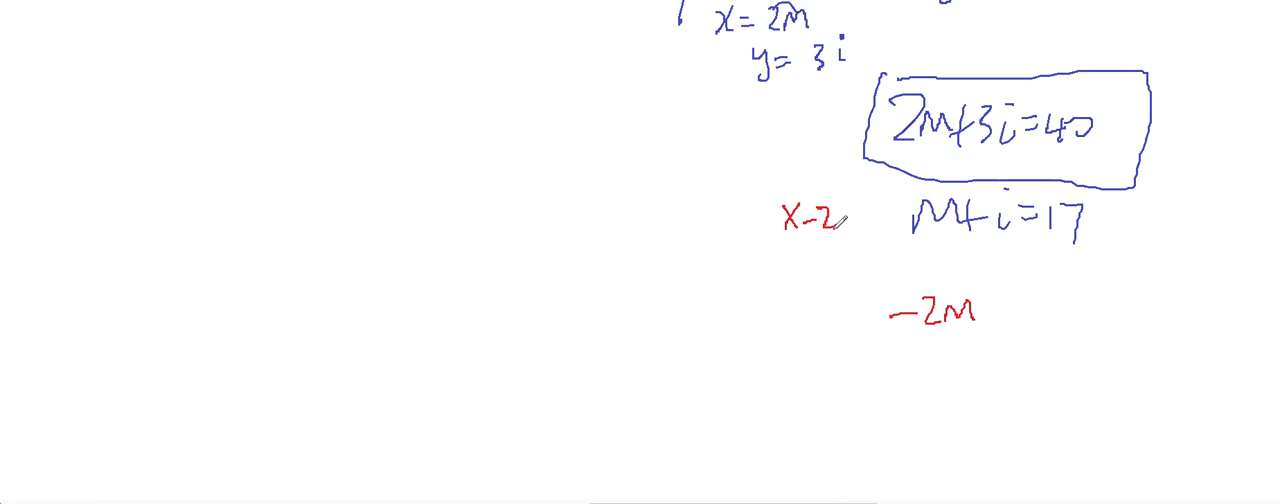 x = 2m
y = 3i
2m+3i=40
x-2 m+i=17
-2m